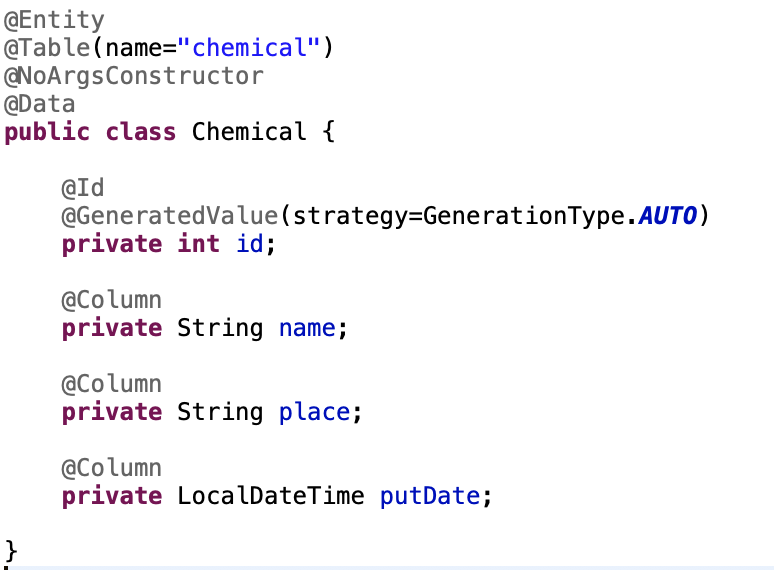 @Entity
@Table(name="chemical")
@NoArgsConstructor
@Data
public class Chemical {
@Id
@GeneratedValue(strategy=GenerationType.AUTO)
private int id;
@Column
private String name;
@Column
private String place;
@Column
private LocalDateTime putDate;
}